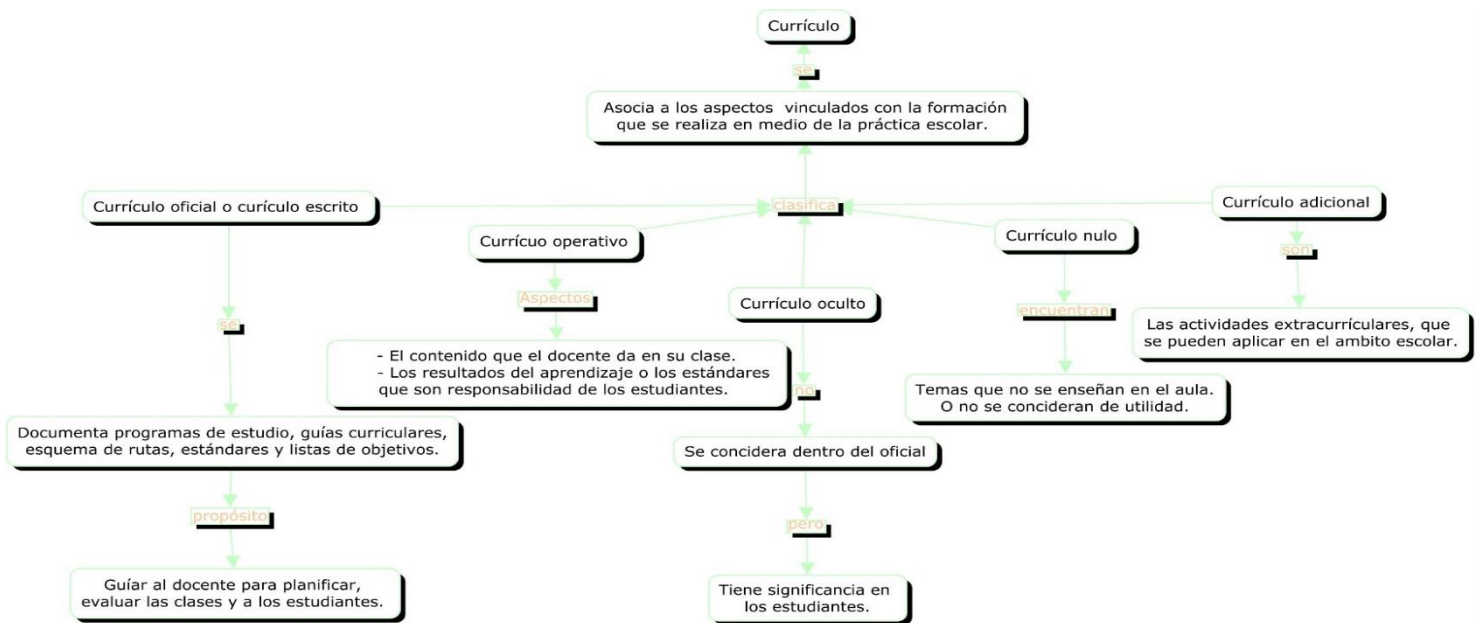 Currículo
se
Asocia a los aspectos vinculados con la formación
que se realiza en medio de la práctica escolar.
clasifica
Currículo oficial o curículo escrito
se
Documenta programas de estudio, guías curriculares,
esquema de rutas, estándares y listas de objetivos.
propósito
Guíar al docente para planificar,
evaluar las clases y a los estudiantes.
Currícuo operativo
Aspectos
- El contenido que el docente da en su clase.
- Los resultados del aprendizaje o los estándares
que son responsabilidad de los estudiantes.
Currículo oculto
no
Se concidera dentro del oficial
pero
Tiene significancia en
los estudiantes.
Currículo nulo
encuentran
Temas que no se enseñan en el aula.
O no se concideran de utilidad.
Currículo adicional
son
Las actividades extracurrículares, que
se pueden aplicar en el ambito escolar.